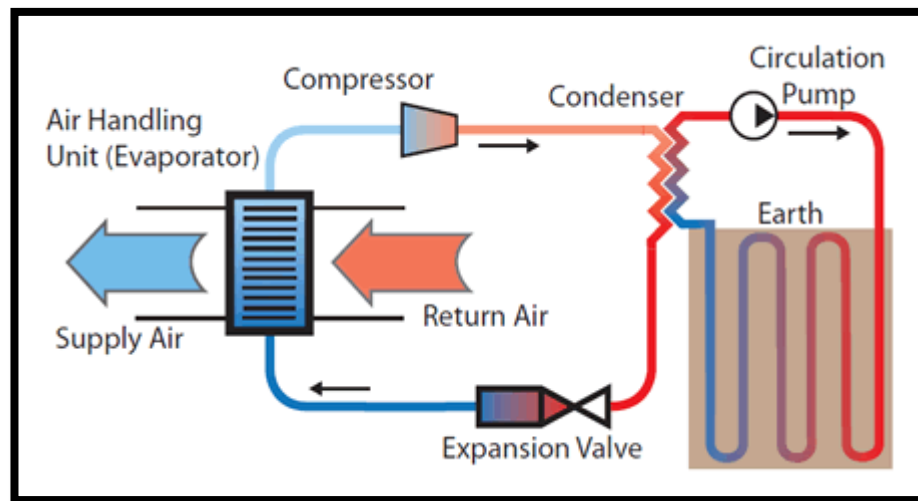 Compressor
Condenser
Circulation
Pump
Air Handling
Unit (Evaporator)
Earth
Supply Air
Return Air
Expansion Valve